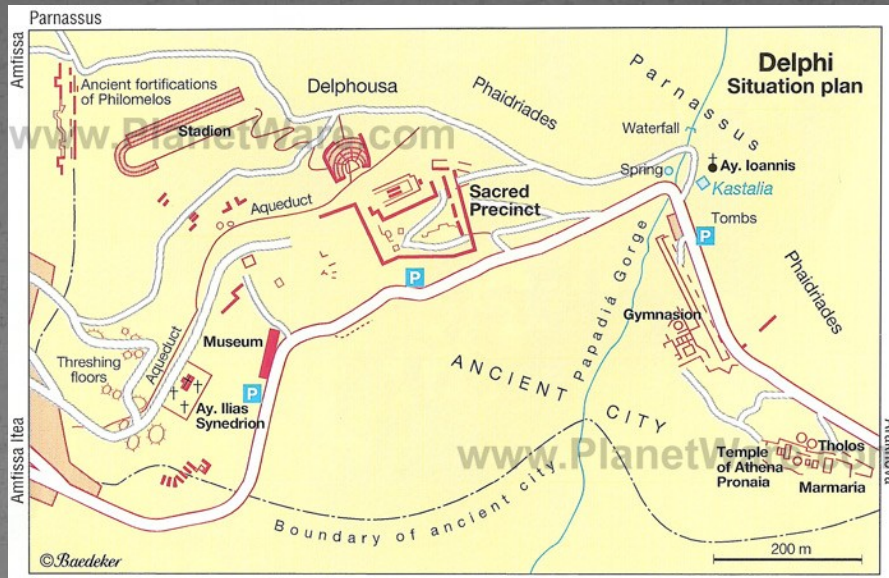 Parnassus
Amfissa
Ancient fortifications
of Philomelos
Stadion
Delphousa
Phaidriades
Parnassus
Delphi
Situation plan
www.PlanetWare.com
Waterfall
Spring
Ay. Ioannis
Kastalia
Tombs
Aqueduct
Sacred
Precinct
P
P
Phaidriades
Papadiá Gorge
Gymnasion
Museum
Threshing
floors
Aqueduct
P
Ay. Ilias
Synedrion
ANCIENT CITY
Amfissa Itea
www.PlanetWare.com
Temple
of Athena
Pronaia
Tholos
Marmaria
Boundary of ancient city
200 m
©Baedeker